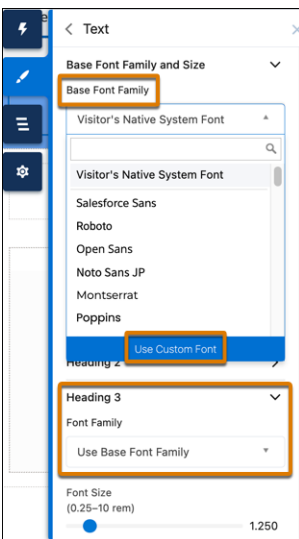 Text
Base Font Family and Size
Base Font Family
Visitor's Native System Font
Visitor's Native System Font
Salesforce Sans
Roboto
Open Sans
Noto Sans JP
Montserrat
Poppins
Use Custom Font
Heading 2
Heading 3
Font Family
Use Base Font Family
Font Size
(0.25–10 rem)
1.250